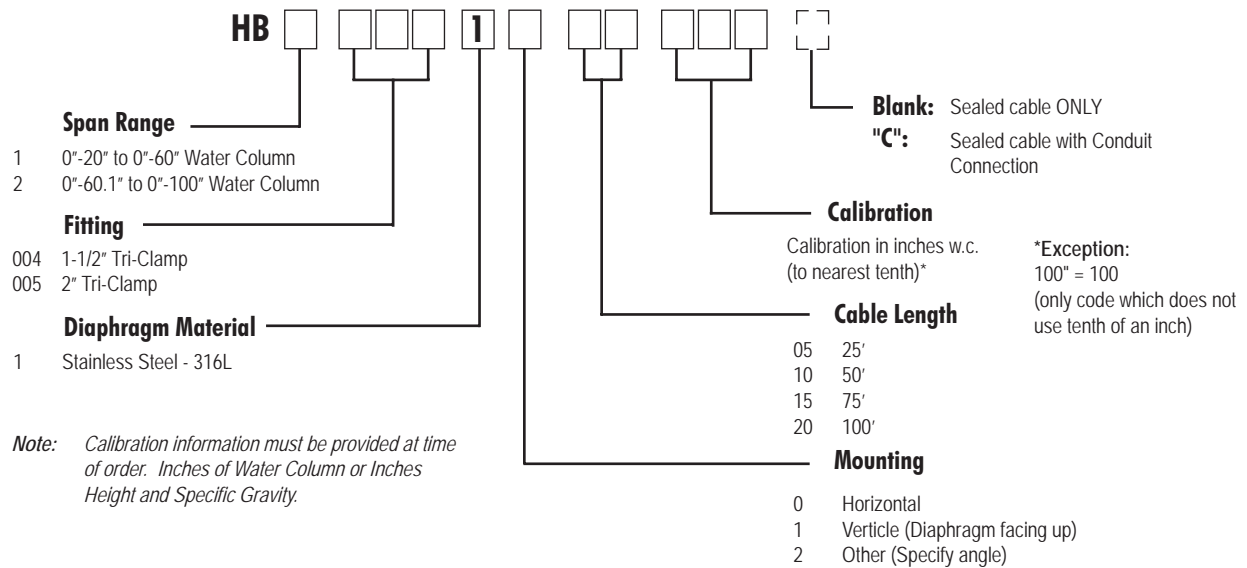 HB 1
Span Range
1 0"-20" to 0"-60" Water Column
2 0"-60.1" to 0"-100" Water Column
Fitting
004 1-1/2" Tri-Clamp
005 2" Tri-Clamp
Diaphragm Material
1 Stainless Steel - 316L
Note: Calibration information must be provided at time
of order. Inches of Water Column or Inches
Height and Specific Gravity.
Blank: Sealed cable ONLY
"C": Sealed cable with Conduit
Connection
Calibration
Calibration in inches w.c.
(to nearest tenth)*
*Exception:
100" = 100
(only code which does not
use tenth of an inch)
Cable Length
05 25'
10 50'
15 75'
20 100'
Mounting
0 Horizontal
1 Verticle (Diaphragm facing up)
2 Other (Specify angle)